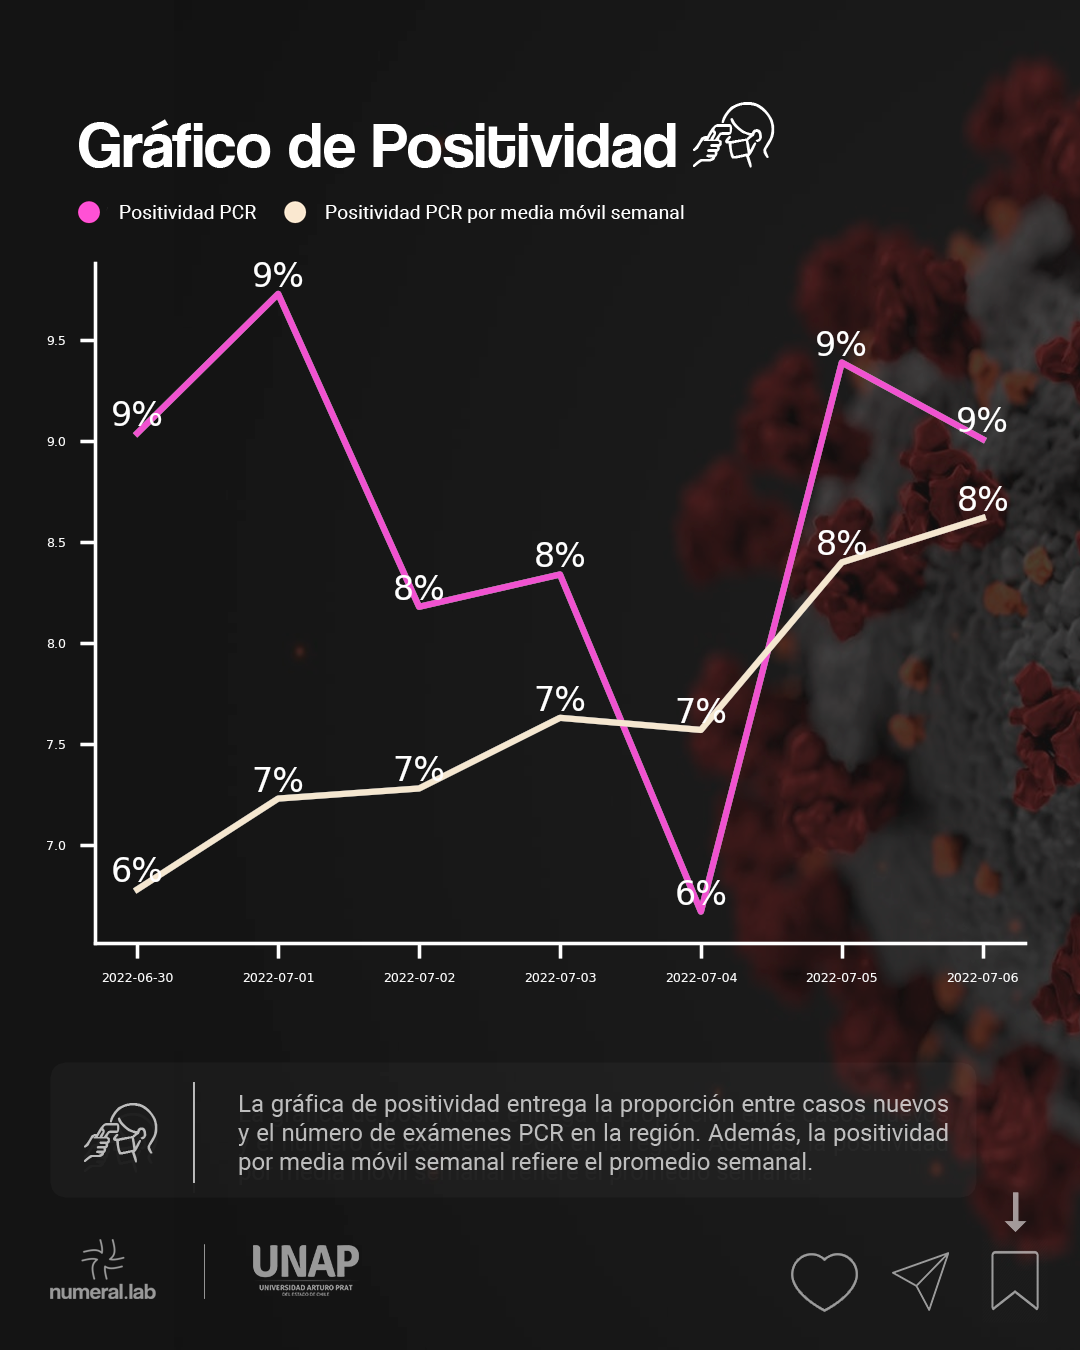 Gráfico de Positividad
Positividad PCR
Positividad PCR por media móvil semanal
9%
9%
8%
8%
6%
9%
9%
6%
7%
7%
7%
7%
8%
8%
9.5
9.0
8.5
8.0
7.5
7.0
2022-06-30 2022-07-01 2022-07-02 2022-07-03 2022-07-04 2022-07-05 2022-07-06
La gráfica de positividad entrega la proporción entre casos nuevos
y el número de exámenes PCR en la región. Además, la positividad
por media móvil semanal refiere el promedio semanal.
numeral.lab
UNAP
UNIVERSIDAD ARTURO PRAT
DEL ESTADO DE CHILE